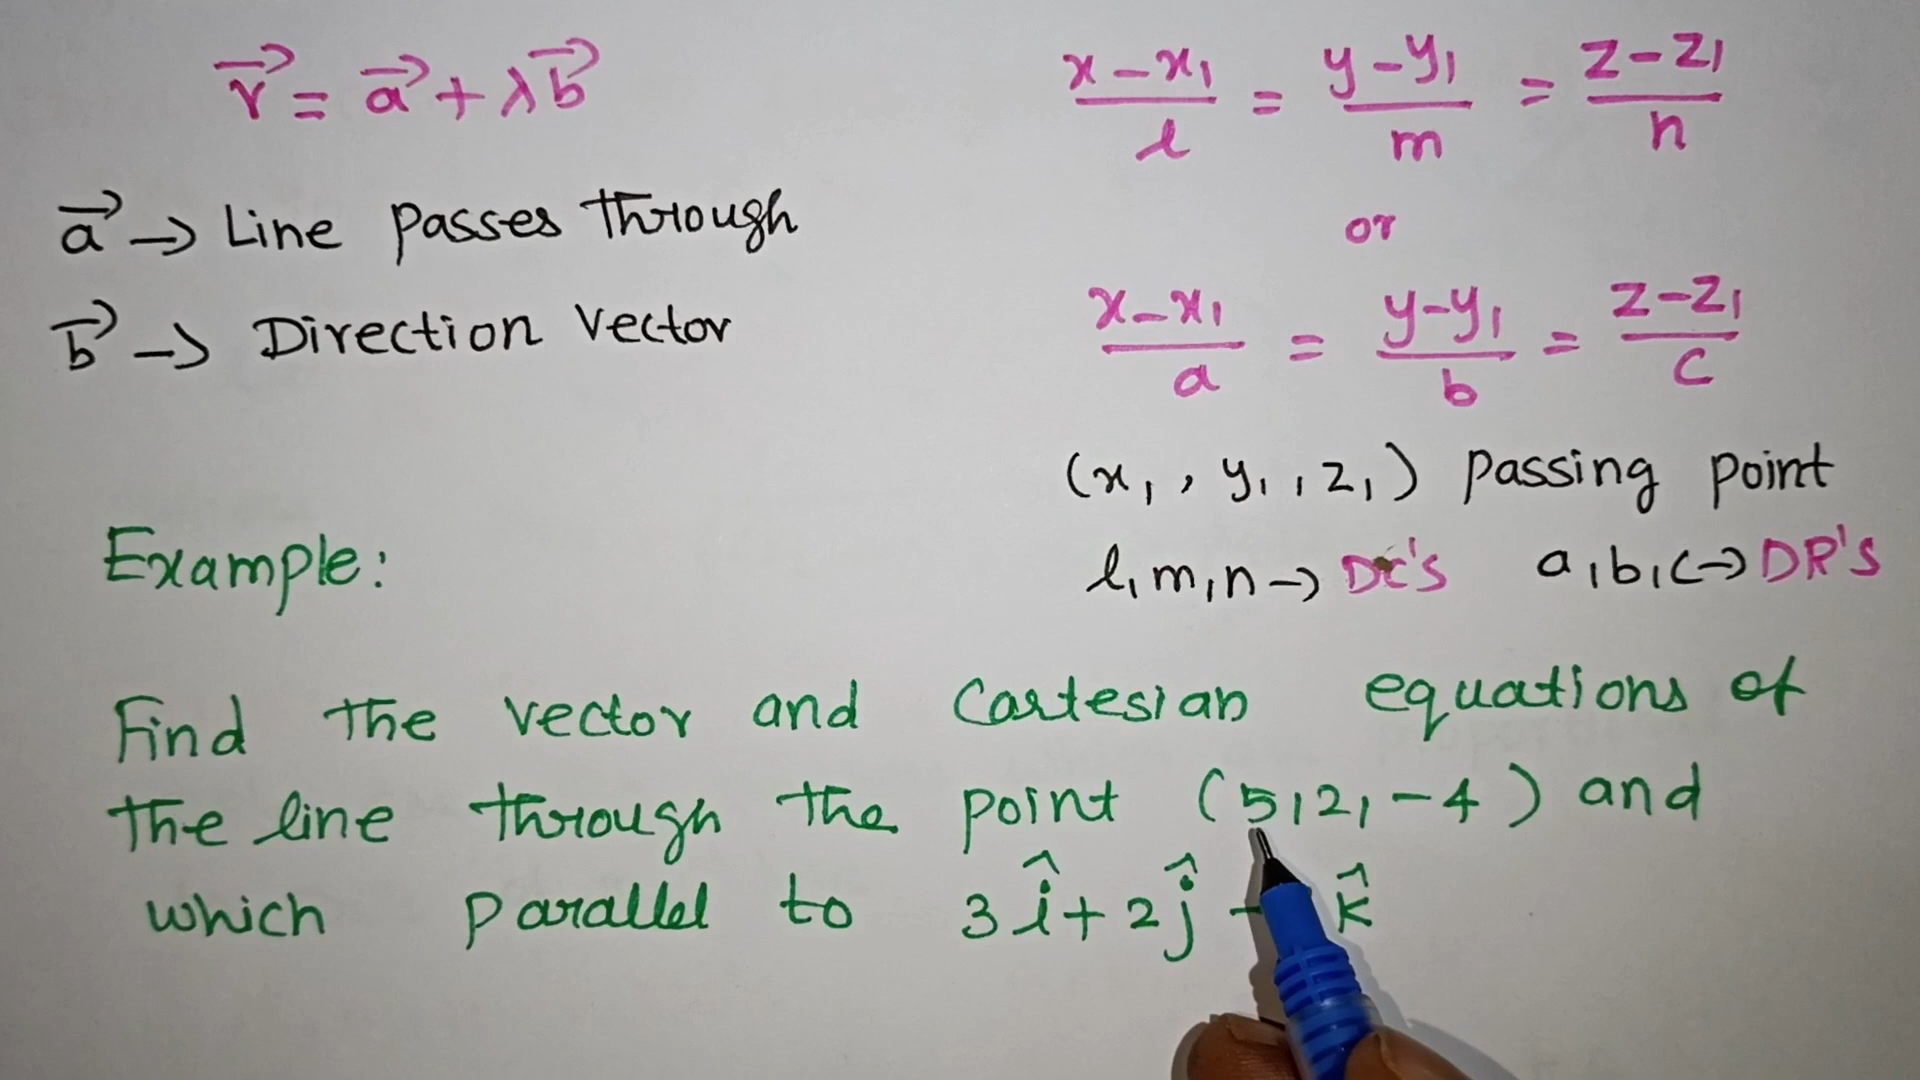 r⃗ = a⃗ + λb⃗
a⃗ → Line passes through
b⃗ → Direction vector
x - x₁ / l = y - y₁ / m = z - z₁ / n
or
x - x₁ / a = y - y₁ / b = z - z₁ / c
(x₁, y₁, z₁) passing point
l, m, n → DC's a, b, c → DR's
Example:
Find the vector and Cartesian equations of
the line through the point (5, 2, -4) and
which parallel to 3î + 2ĵ - k̂